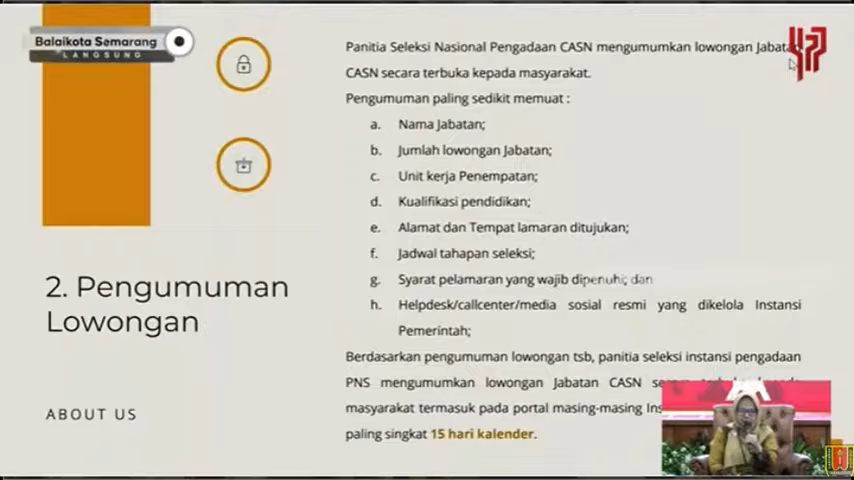 Balaikota Semarang
LANGSUNG
Panitia Seleksi Nasional Pengadaan CASN mengumumkan lowongan Jabatan
CASN secara terbuka kepada masyarakat.
Pengumuman paling sedikit memuat :
a. Nama Jabatan;
b. Jumlah lowongan Jabatan;
c. Unit kerja Penempatan;
d. Kualifikasi pendidikan;
e. Alamat dan Tempat lamaran ditujukan;
f. Jadwal tahapan seleksi;
g. Syarat pelamaran yang wajib dipenuhi; dan
h. Helpdesk/callcenter/media sosial resmi yang dikelola Instansi
Pemerintah;
2. Pengumuman
Lowongan
Berdasarkan pengumuman lowongan tsb, panitia seleksi instansi pengadaan
PNS mengumumkan lowongan Jabatan CASN
masyarakat termasuk pada portal masing-masing
paling singkat 15 hari kalender.
ABOUT US